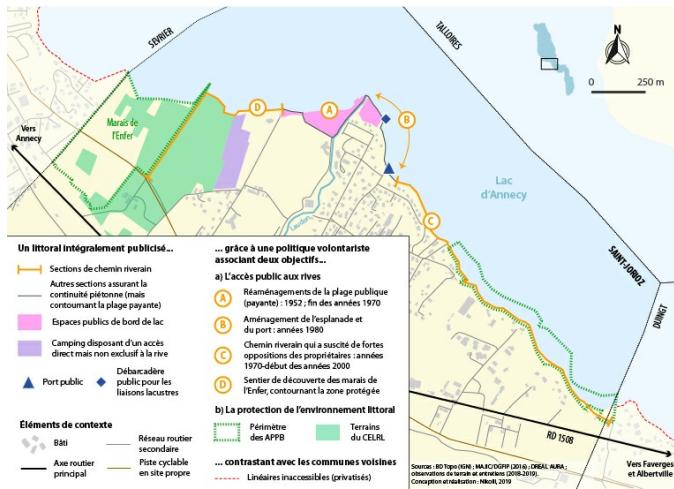 SEVRIER
TALLOIRES
N
0 250 m
Vers
Annecy
Marais de
l'Enfer
D
A
B
C
Laudon
Lac
d'Annecy
SAINT-JORIOZ
DUINGT
RD 1508
Vers Faverges
et Albertville
Un littoral intégralement publicisé...
Sections de chemin riverain
Autres sections assurant la
continuité piétonne (mais
contournant la plage payante)
Espaces publics de bord de lac
Camping disposant d'un accès
direct mais non exclusif à la rive
Port public
Débarcadère
public pour les
liaisons lacustres
Éléments de contexte
Bâti
Réseau routier
secondaire
Axe routier
principal
Piste cyclable
en site propre
... grâce à une politique volontariste
associant deux objectifs...
a) L'accès public aux rives
A
Réaménagements de la plage publique
(payante) : 1952 ; fin des années 1970
B
Aménagement de l'esplanade et
du port : années 1980
C
Chemin riverain qui a suscité de fortes
oppositions des propriétaires : années
1970-début des années 2000
D
Sentier de découverte des marais de
l'Enfer, contournant la zone protégée
b) La protection de l'environnement littoral
Périmètre
des APPB
Terrains
du CELRL
... contrastant avec les communes voisines
Linéaires inaccessibles (privatisés)
Sources : BD Topo (IGN) ; MAJIC/DGFIP (2016) ; DREAL AURA ;
observations de terrain et entretiens (2018-2019).
Conception et réalisation : Nikolli, 2019